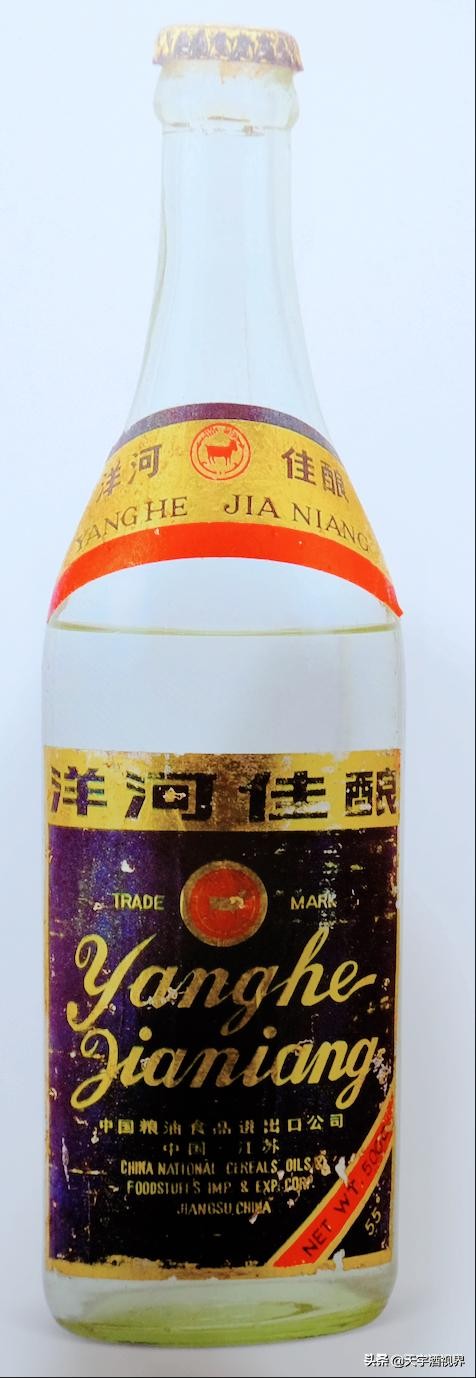 洋河 佳酿
YANGHE JIA NIANG
洋河佳酿
TRADE MARK
Yanghe
Jianiang
中国粮油食品进出口公司
中国 江苏
CHINA NATIONAL CEREALS, OILS &
FOODSTUFFS IMP. & EXP. CORP.
JIANGSU, CHINA
NET WT. 500
55
头条 @天宇酒视界